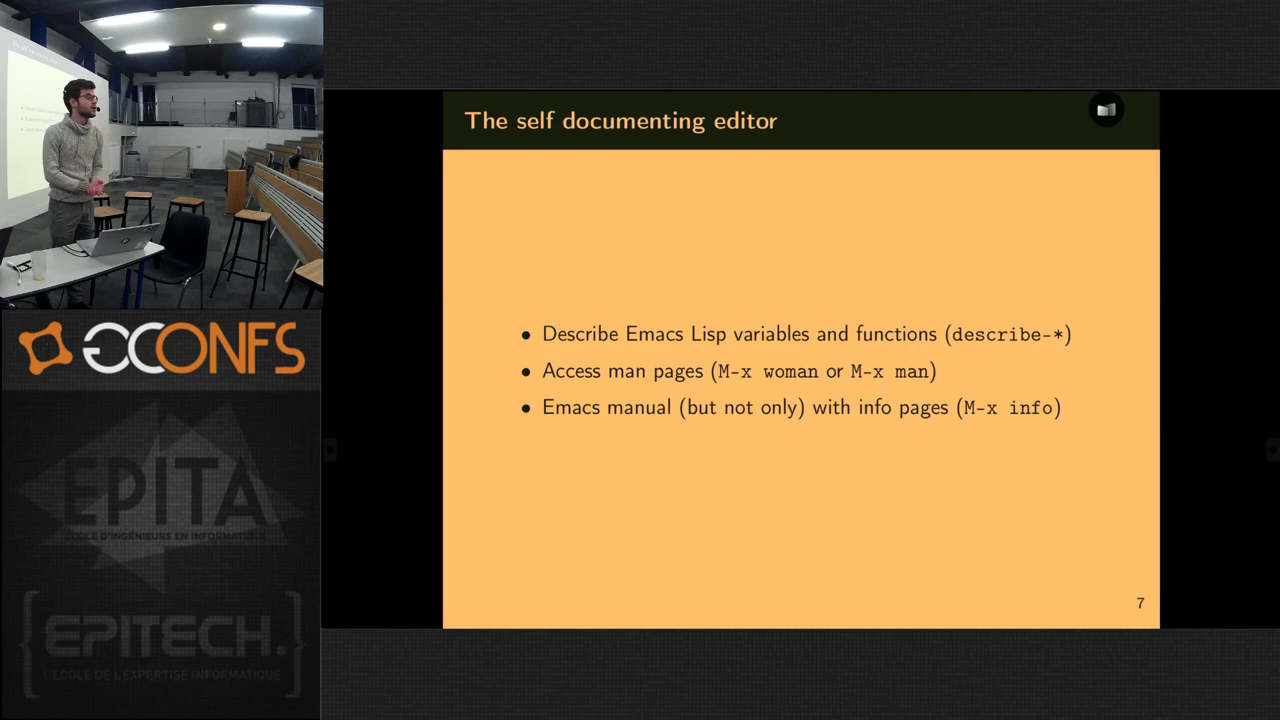 The self documenting editor
• Describe Emacs Lisp variables and functions (describe-*)
• Access man pages (M-x woman or M-x man)
• Emacs manual (but not only) with info pages (M-x info)
7
CONFS
EPITA
ÉCOLE D'INGÉNIEURS EN INFORMATIQUE
{EPITECH.}
L'ECOLE DE L'EXPERTISE INFORMATIQUE